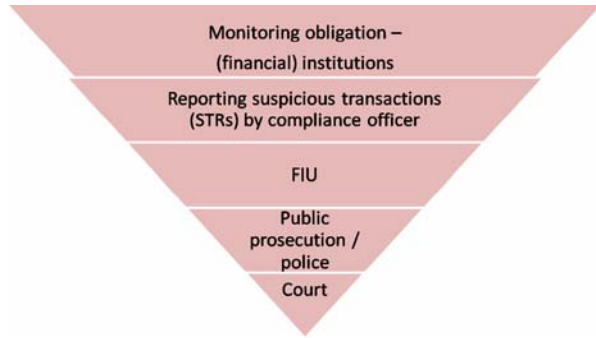 Monitoring obligation –
(financial) institutions
Reporting suspicious transactions
(STRs) by compliance officer
FIU
Public
prosecution /
police
Court